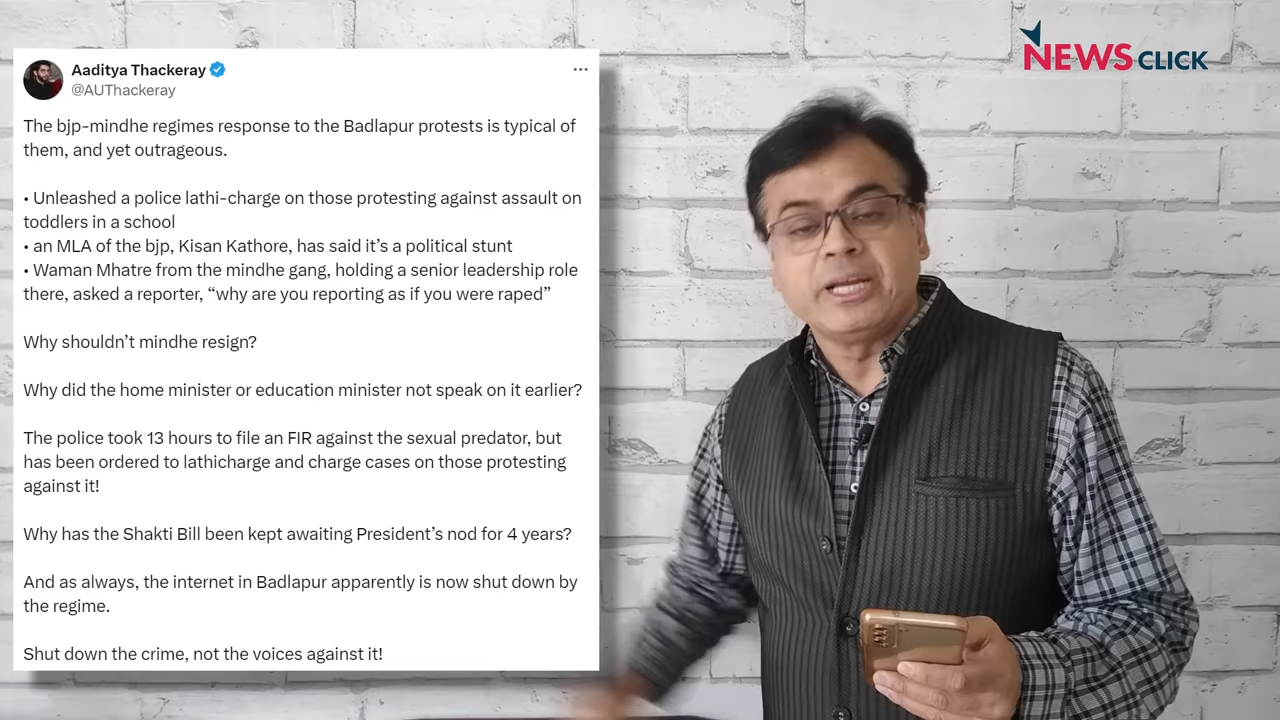 NEWSCLICK
Aaditya Thackeray
@AUThackeray
The bjp-mindhe regimes response to the Badlapur protests is typical of
them, and yet outrageous.
• Unleashed a police lathi-charge on those protesting against assault on
toddlers in a school
• an MLA of the bjp, Kisan Kathore, has said it’s a political stunt
• Waman Mhatre from the mindhe gang, holding a senior leadership role
there, asked a reporter, “why are you reporting as if you were raped”
Why shouldn’t mindhe resign?
Why did the home minister or education minister not speak on it earlier?
The police took 13 hours to file an FIR against the sexual predator, but
has been ordered to lathicharge and charge cases on those protesting
against it!
Why has the Shakti Bill been kept awaiting President’s nod for 4 years?
And as always, the internet in Badlapur apparently is now shut down by
the regime.
Shut down the crime, not the voices against it!